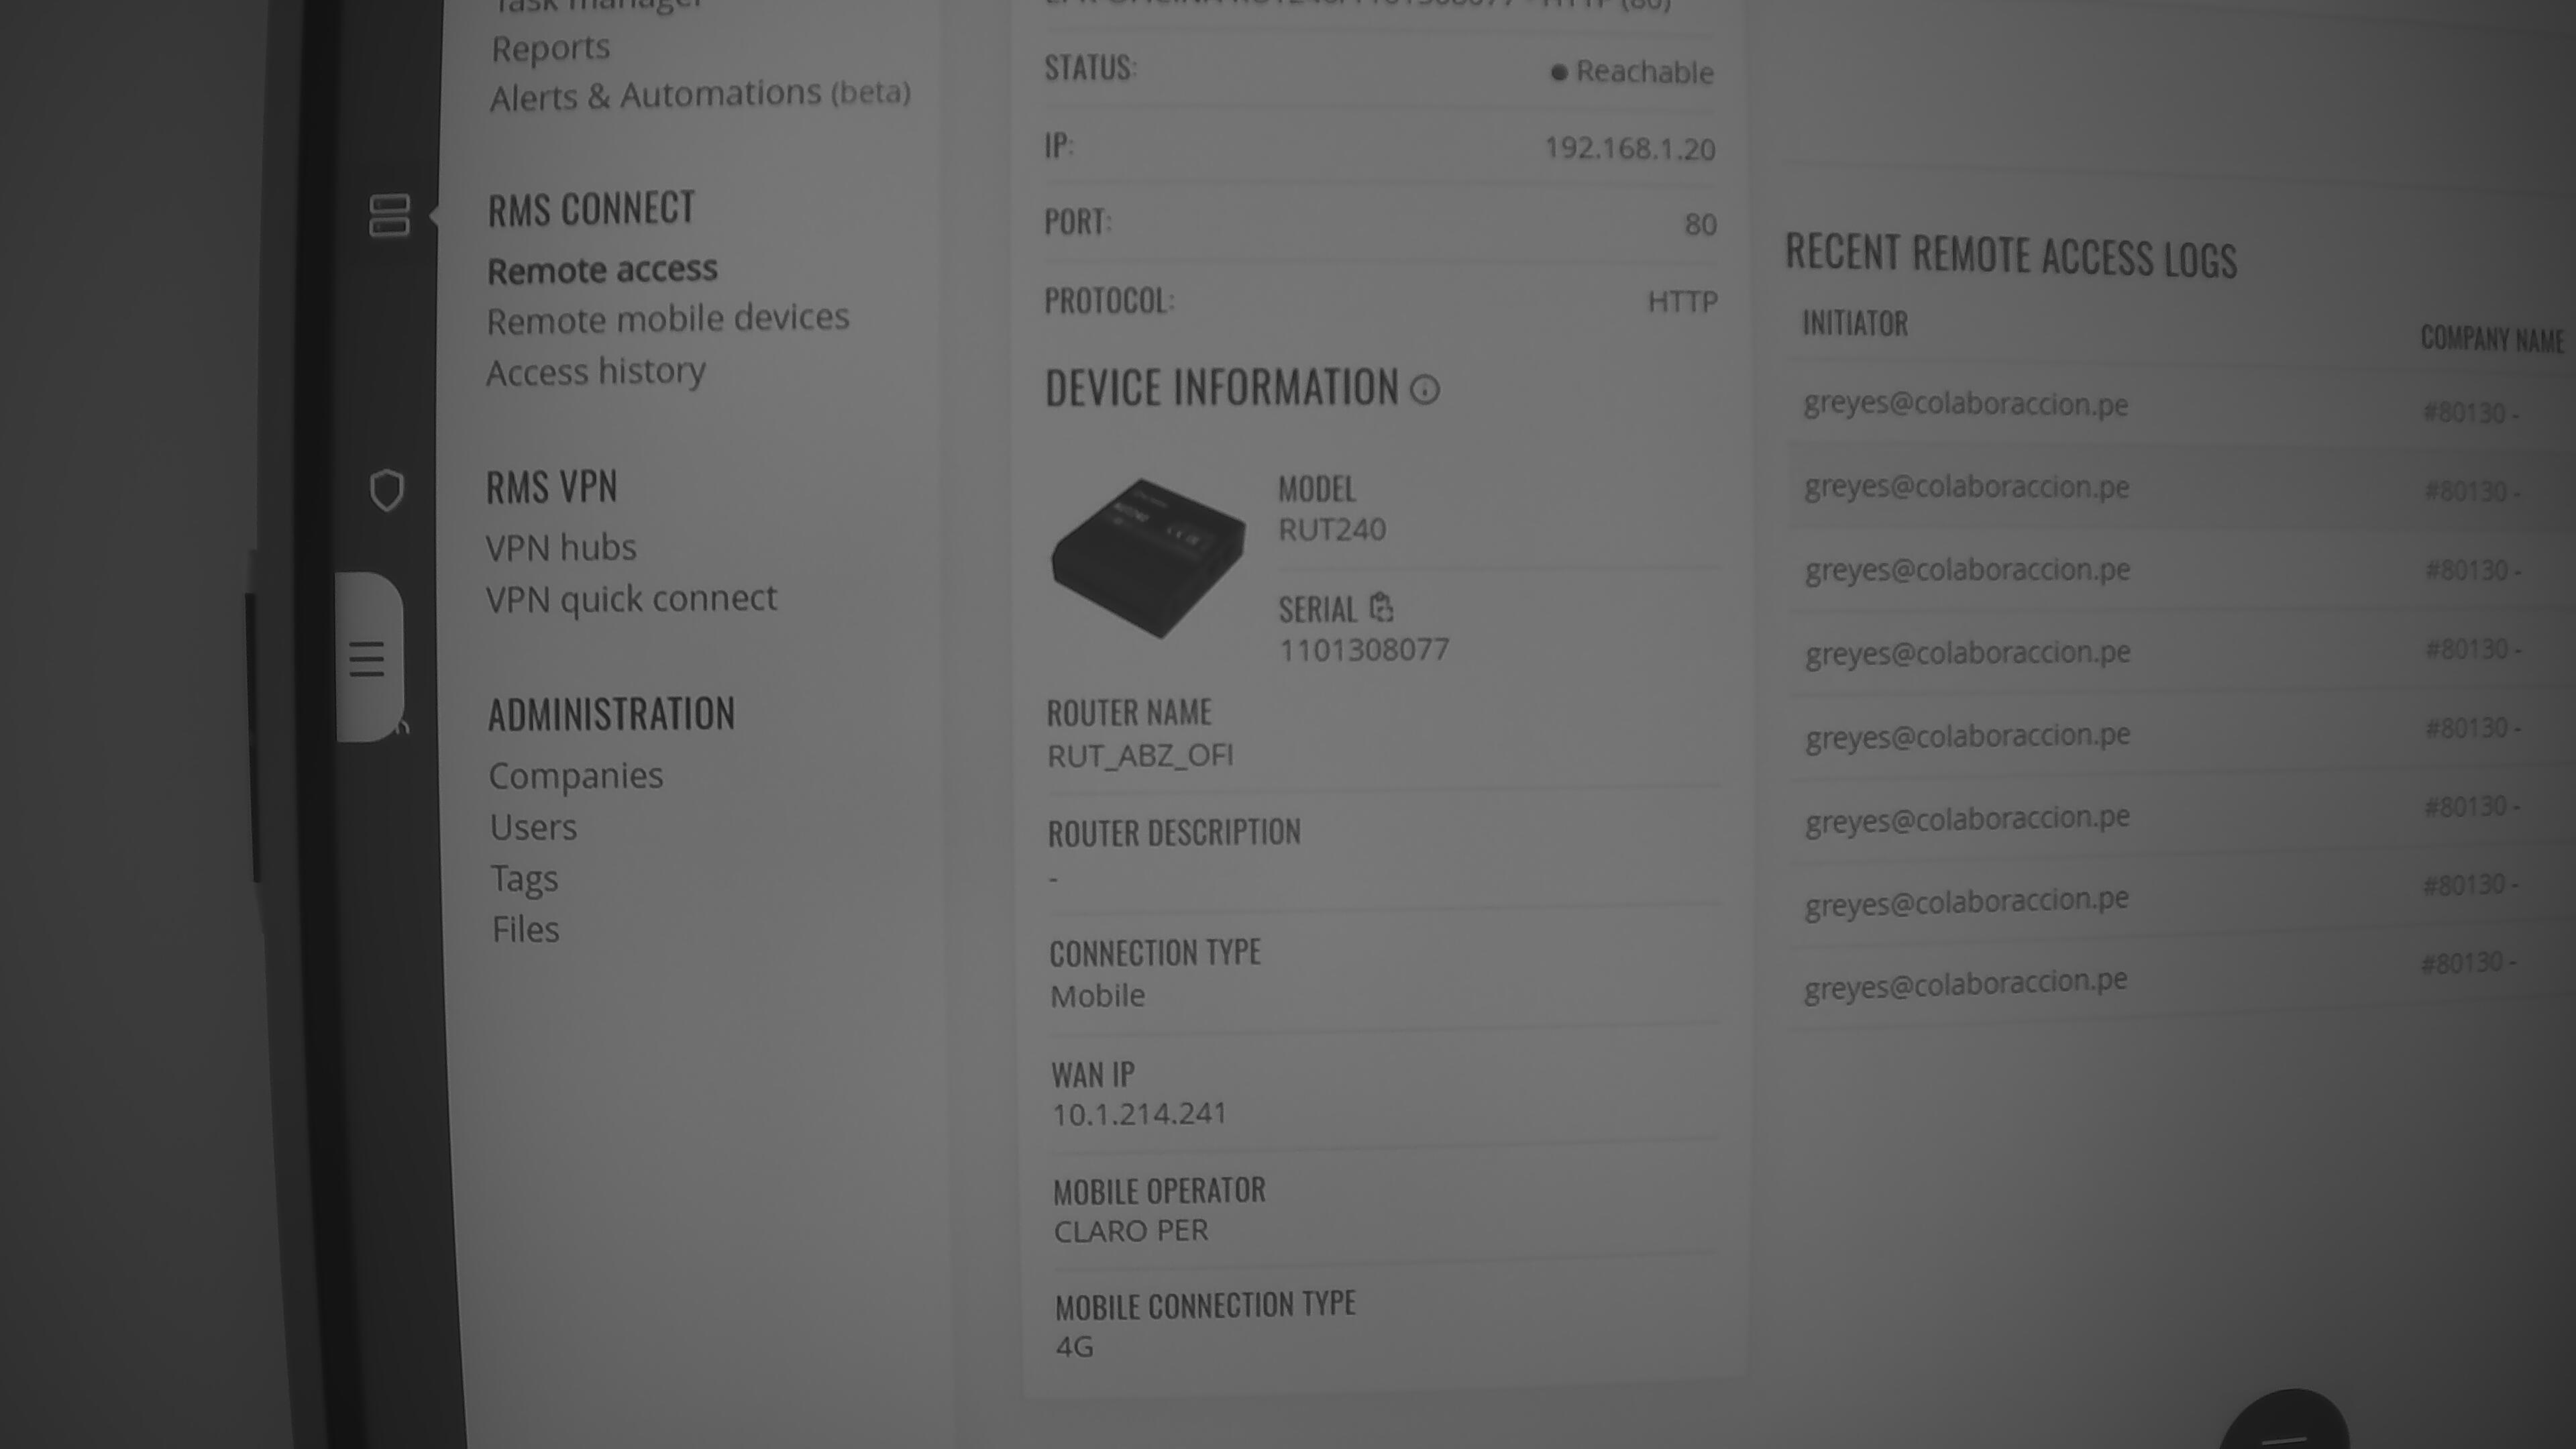 Task manager
Reports
Alerts & Automations (beta)
RMS CONNECT
Remote access
Remote mobile devices
Access history
RMS VPN
VPN hubs
VPN quick connect
ADMINISTRATION
Companies
Users
Tags
Files
HTTP (80)
STATUS:
Reachable
IP:
192.168.1.20
PORT:
80
PROTOCOL:
HTTP
DEVICE INFORMATION
MODEL
RUT240
SERIAL
1101308077
ROUTER NAME
RUT_ABZ_OFI
ROUTER DESCRIPTION
-
CONNECTION TYPE
Mobile
WAN IP
10.1.214.241
MOBILE OPERATOR
CLARO PER
MOBILE CONNECTION TYPE
4G
RECENT REMOTE ACCESS LOGS
INITIATOR COMPANY NAME
greyes@colaboraccion.pe #80130 -
greyes@colaboraccion.pe #80130 -
greyes@colaboraccion.pe #80130 -
greyes@colaboraccion.pe #80130 -
greyes@colaboraccion.pe #80130 -
greyes@colaboraccion.pe #80130 -
greyes@colaboraccion.pe #80130 -
greyes@colaboraccion.pe #80130 -